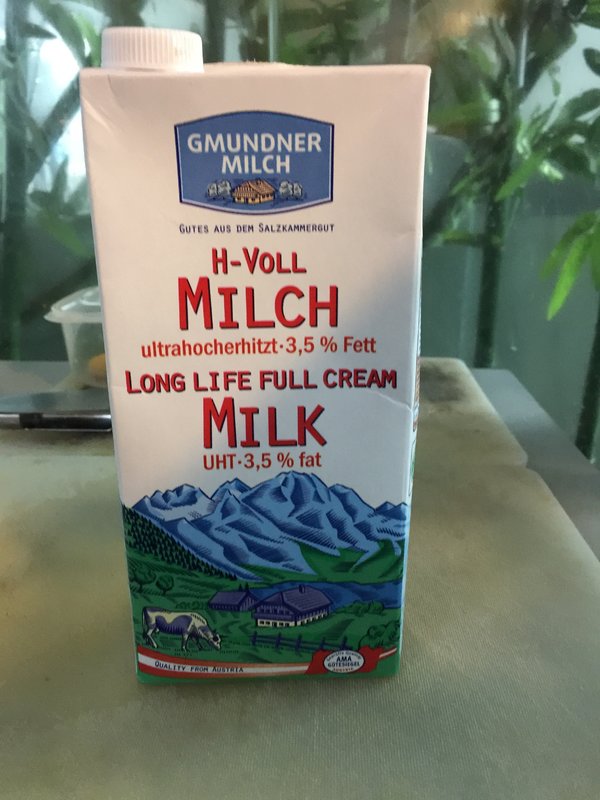 GMUNDNER
MILCH
GUTES AUS DEM SALZKAMMERGUT
H-VOLL
MILCH
ultrahocherhitzt·3,5 % Fett
LONG LIFE FULL CREAM
MILK
UHT·3,5 % fat
QUALITY FROM AUSTRIA
AMA
GÜTESIEGEL